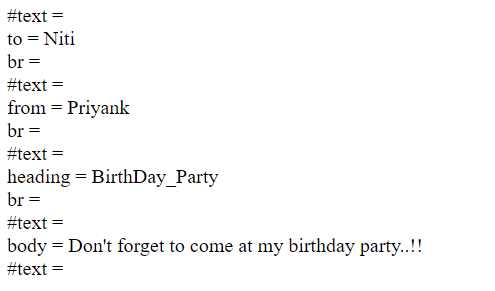 #text =
to = Niti
br =
#text =
from = Priyank
br =
#text =
heading = BirthDay_Party
br =
#text =
body = Don't forget to come at my birthday party..!!
#text =